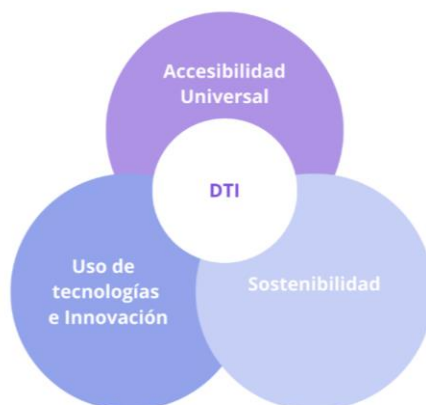 Accesibilidad
Universal
DTI
Uso de
tecnologías
e Innovación
Sostenibilidad